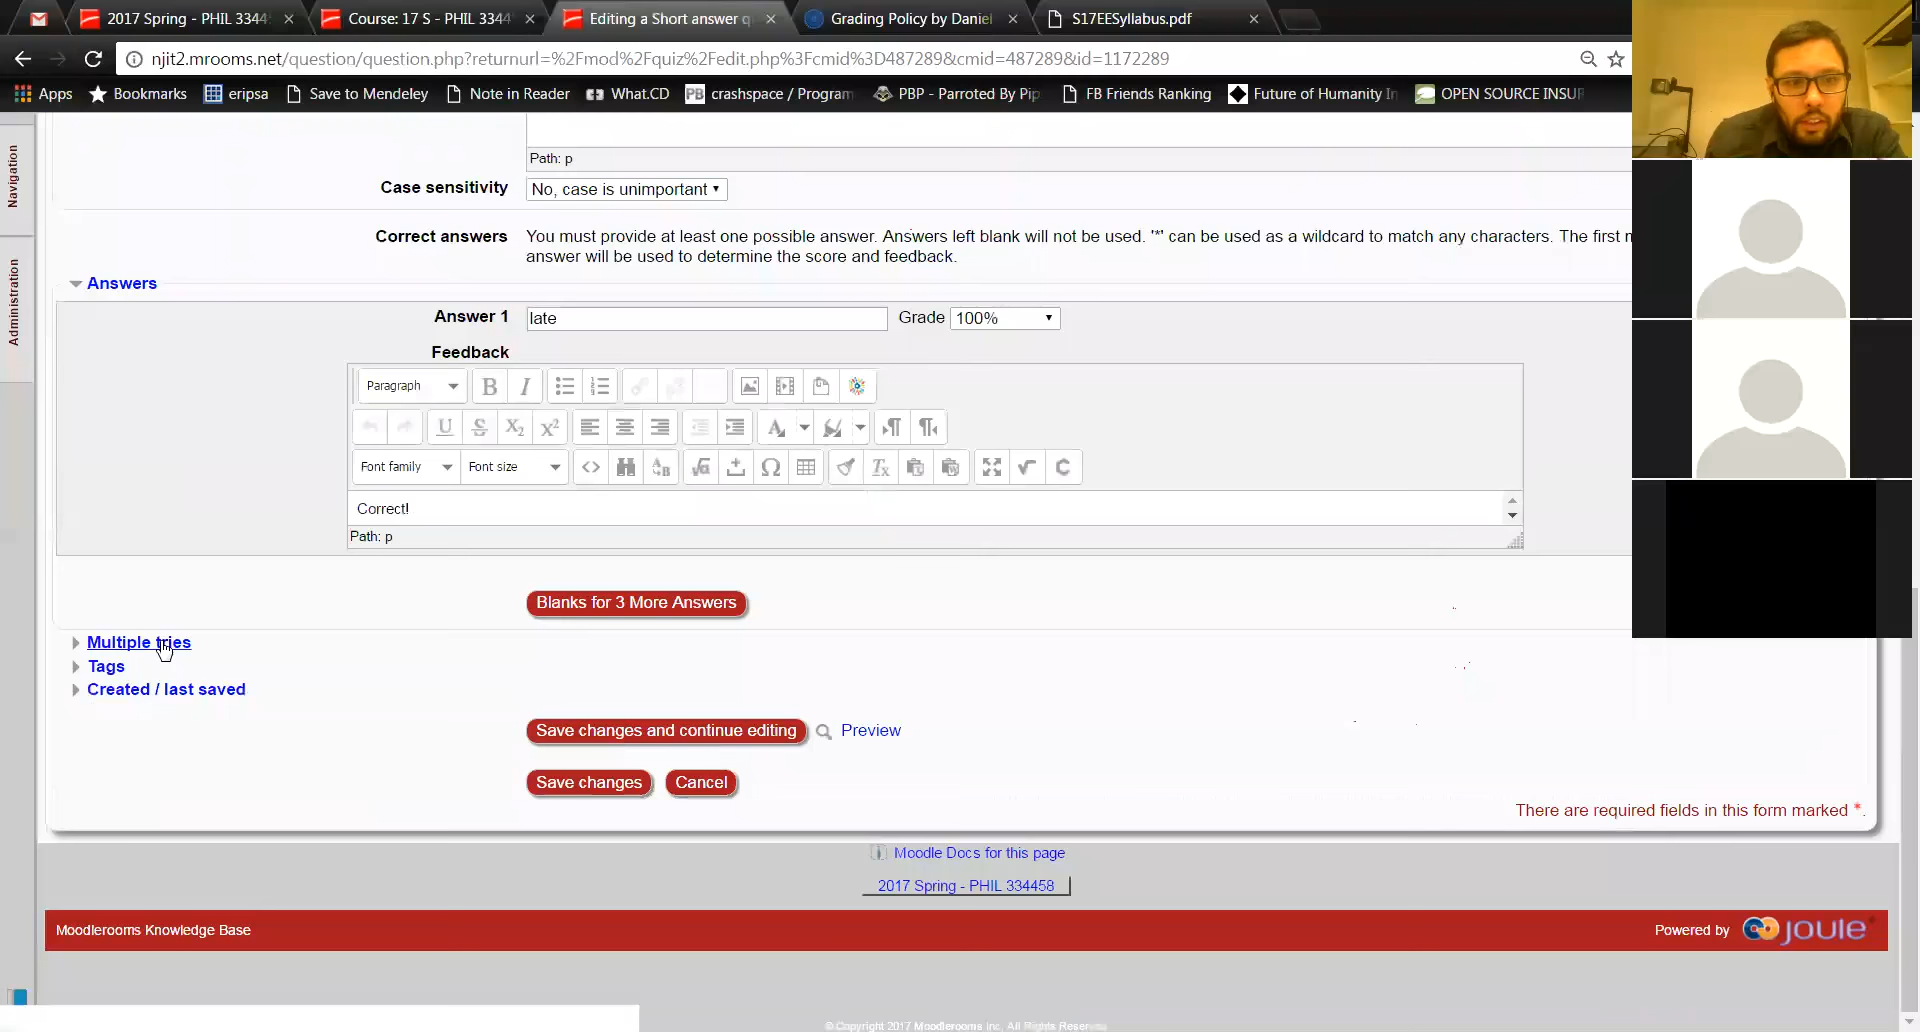 2017 Spring - PHIL 3344
Course: 17 S - PHIL 3344
Editing a Short answer q
Grading Policy by Daniel
S17EESyllabus.pdf
njit2.mrooms.net/question/question.php?returnurl=%2Fmod%2Fquiz%2Fedit.php%3Fcmid%3D487289&cmid=487289&id=1172289
Apps
Bookmarks
eripsa
Save to Mendeley
Note in Reader
What.CD
PB crashspace / Program
PBP - Parroted By Pip
FB Friends Ranking
Future of Humanity In
OPEN SOURCE INSUR
Navigation
Administration
Path: p
Case sensitivity
No, case is unimportant
Correct answers
You must provide at least one possible answer. Answers left blank will not be used. '*' can be used as a wildcard to match any characters. The first
answer will be used to determine the score and feedback.
Answers
Answer 1
late
Grade
100%
Feedback
Paragraph
Font family
Font size
Correct!
Path: p
Blanks for 3 More Answers
Multiple tries
Tags
Created / last saved
Save changes and continue editing
Preview
Save changes
Cancel
There are required fields in this form marked *.
Moodle Docs for this page
2017 Spring - PHIL 334458
Moodlerooms Knowledge Base
Powered by joule
© Copyright 2017 Moodlerooms Inc, All Rights Reserved